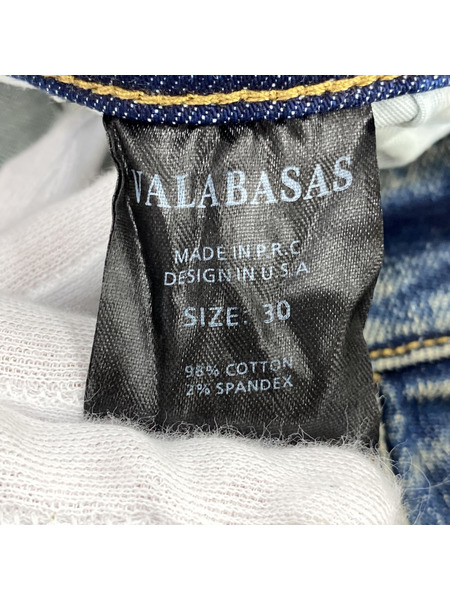 VALABASAS
MADE IN P.R.C
DESIGN IN U.S.A
SIZE: 30
98% COTTON
2% SPANDEX